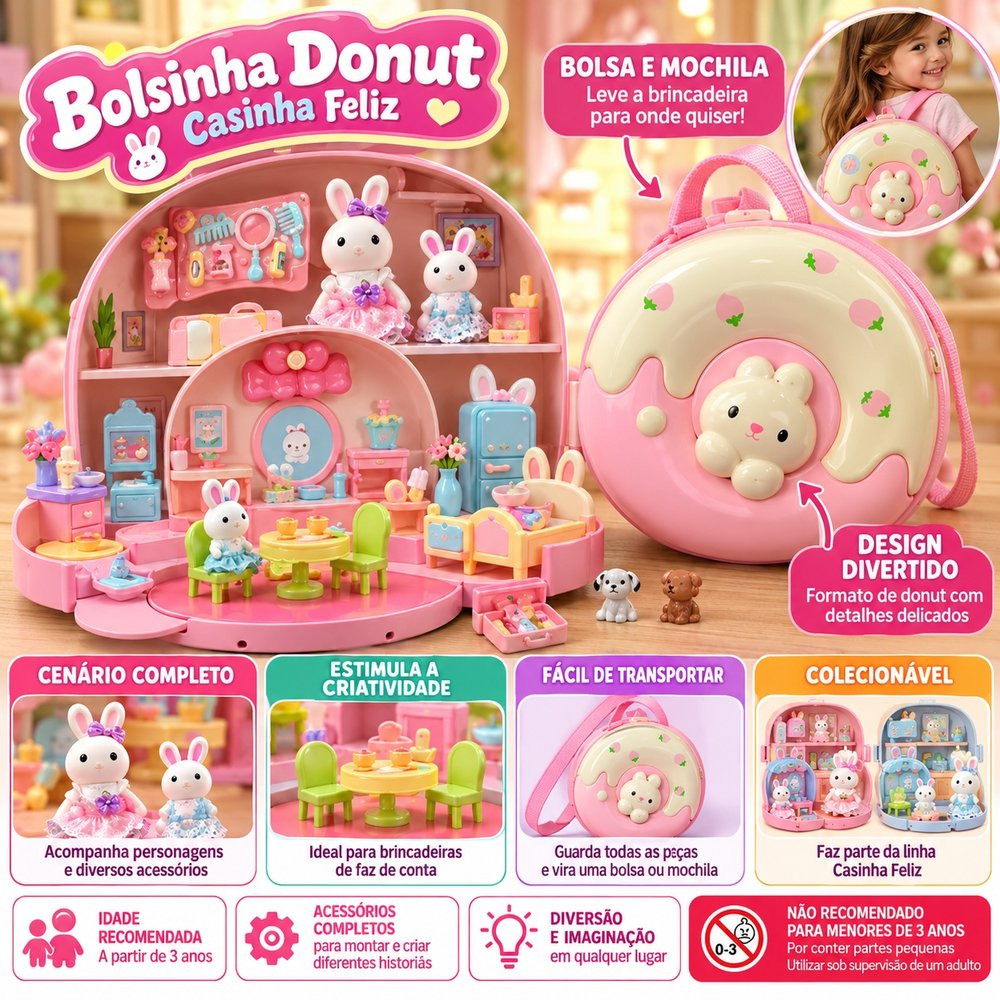 Bolsinha Donut
Casinha Feliz
BOLSA E MOCHILA
Leve a brincadeira
para onde quiser!
DESIGN
DIVERTIDO
Formato de donut com
detalhes delicados
CENÁRIO COMPLETO
Acompanha personagens
e diversos acessórios
ESTIMULA A
CRIATIVIDADE
Ideal para brincadeiras
de faz de conta
FÁCIL DE TRANSPORTAR
Guarda todas as peças
e vira uma bolsa ou mochila
COLECIONÁVEL
Faz parte da linha
Casinha Feliz
IDADE
RECOMENDADA
A partir de 3 anos
ACESSÓRIOS
COMPLETOS
para montar e criar
diferentes historiás
DIVERSÃO
E IMAGINAÇÃO
em qualquer lugar
0-3
NÃO RECOMENDADO
PARA MENORES DE 3 ANOS
Por conter partes pequenas
Utilizar sob supervisão de um adulto